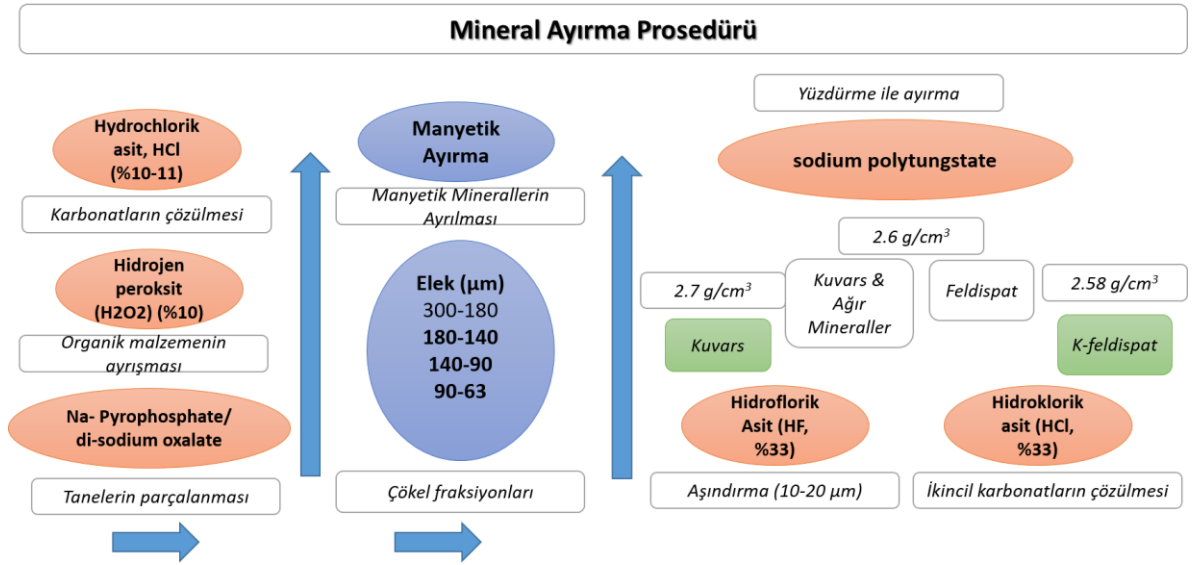 Mineral Ayırma Prosedürü
Hydrochlorik
asit, HCl
(%10-11)
Karbonatların çözülmesi
Hidrojen
peroksit
(H2O2) (%10)
Organik malzemenin
ayrışması
Na- Pyrophosphate/
di-sodium oxalate
Tanelerin parçalanması
Manyetik
Ayırma
Manyetik Minerallerin
Ayrılması
Elek (µm)
300-180
180-140
140-90
90-63
Çökel fraksiyonları
Yüzdürme ile ayırma
sodium polytungstate
2.6 g/cm³
2.7 g/cm³
Kuvars &
Ağır
Mineraller
Feldispat
2.58 g/cm³
Kuvars
K-feldispat
Hidroflorik
Asit (HF,
%33)
Aşındırma (10-20 µm)
Hidroklorik
asit (HCl,
%33)
İkincil karbonatların çözülmesi